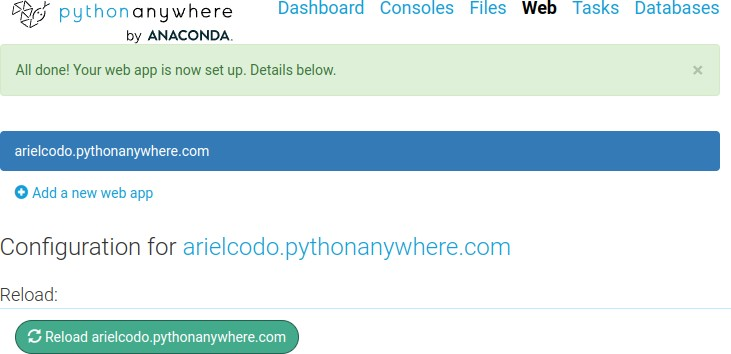 pythonanywhere
by ANACONDA.
Dashboard Consoles Files Web Tasks Databases
All done! Your web app is now set up. Details below. ×
arielcodo.pythonanywhere.com
Add a new web app
Configuration for arielcodo.pythonanywhere.com
Reload:
Reload arielcodo.pythonanywhere.com